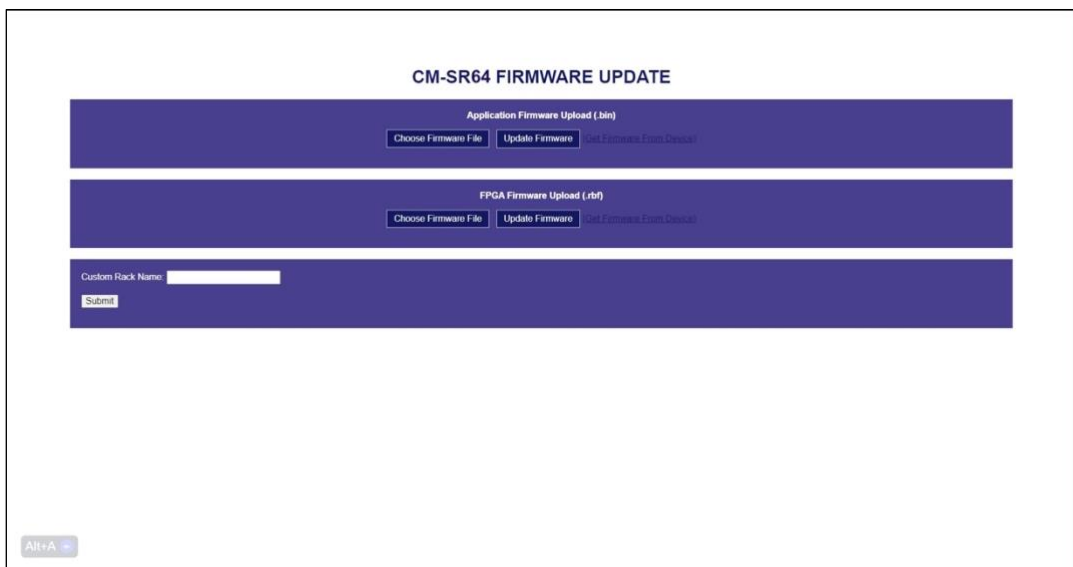 CM-SR64 FIRMWARE UPDATE
Application Firmware Upload (.bin)
Choose Firmware File Update Firmware (Get Firmware From Device)
FPGA Firmware Upload (.rbf)
Choose Firmware File Update Firmware (Get Firmware From Device)
Custom Rack Name:
Submit
Alt+A